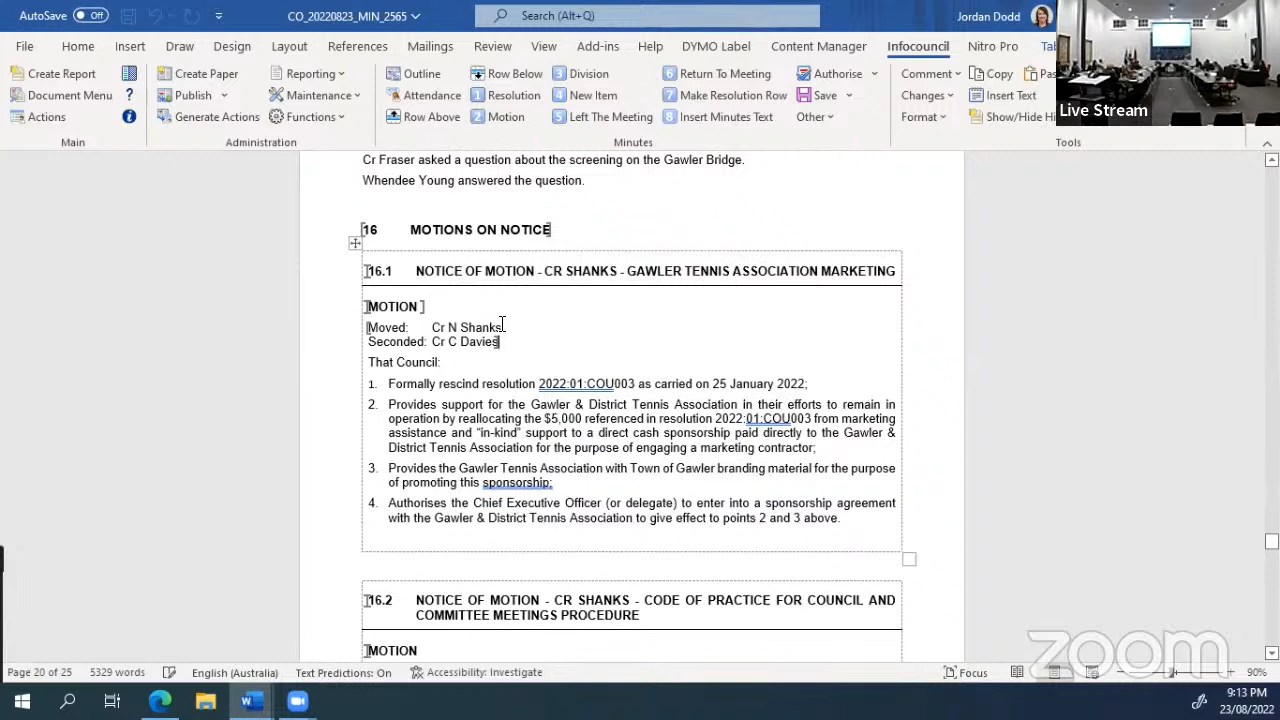 AutoSave Off CO_20220823_MIN_2565 Search (Alt+Q) Jordan Dodd
File Home Insert Draw Design Layout References Mailings Review View Add-ins Help DYMO Label Content Manager Infocouncil Nitro Pro Tab
Create Report Create Paper Reporting Outline Row Below 3 Division 6 Return To Meeting Authorise Comment Copy Pas
Document Menu ? Publish Maintenance Attendance 1 Resolution 4 New Item 7 Make Resolution Row Save Changes Insert Text
Actions Generate Actions Functions Row Above 2 Motion 5 Left The Meeting 8 Insert Minutes Text Other Format Show/Hide H
Main Administration Minutes Tools
Live Stream
Cr Fraser asked a question about the screening on the Gawler Bridge.
Whendee Young answered the question.
16 MOTIONS ON NOTICE
16.1 NOTICE OF MOTION - CR SHANKS - GAWLER TENNIS ASSOCIATION MARKETING
MOTION
Moved: Cr N Shanks
Seconded: Cr C Davies
That Council:
1. Formally rescind resolution 2022:01:COU003 as carried on 25 January 2022;
2. Provides support for the Gawler & District Tennis Association in their efforts to remain in
operation by reallocating the $5,000 referenced in resolution 2022:01:COU003 from marketing
assistance and “in-kind” support to a direct cash sponsorship paid directly to the Gawler &
District Tennis Association for the purpose of engaging a marketing contractor;
3. Provides the Gawler Tennis Association with Town of Gawler branding material for the purpose
of promoting this sponsorship;
4. Authorises the Chief Executive Officer (or delegate) to enter into a sponsorship agreement
with the Gawler & District Tennis Association to give effect to points 2 and 3 above.
16.2 NOTICE OF MOTION - CR SHANKS - CODE OF PRACTICE FOR COUNCIL AND
COMMITTEE MEETINGS PROCEDURE
MOTION
zoom
Page 20 of 25 5329 words English (Australia) Text Predictions: On Accessibility: Investigate Focus 90%
9:13 PM
23/08/2022